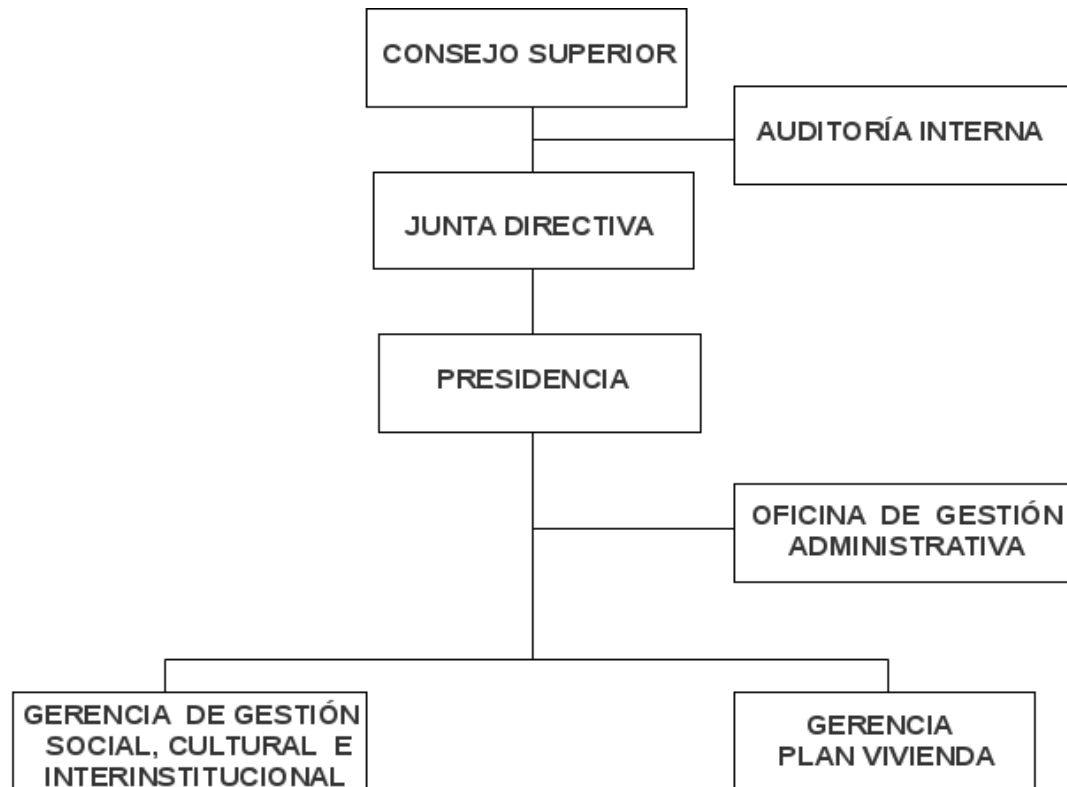 CONSEJO SUPERIOR
AUDITORÍA INTERNA
JUNTA DIRECTIVA
PRESIDENCIA
OFICINA DE GESTIÓN
ADMINISTRATIVA
GERENCIA DE GESTIÓN
SOCIAL, CULTURAL E
INTERINSTITUCIONAL
GERENCIA
PLAN VIVIENDA